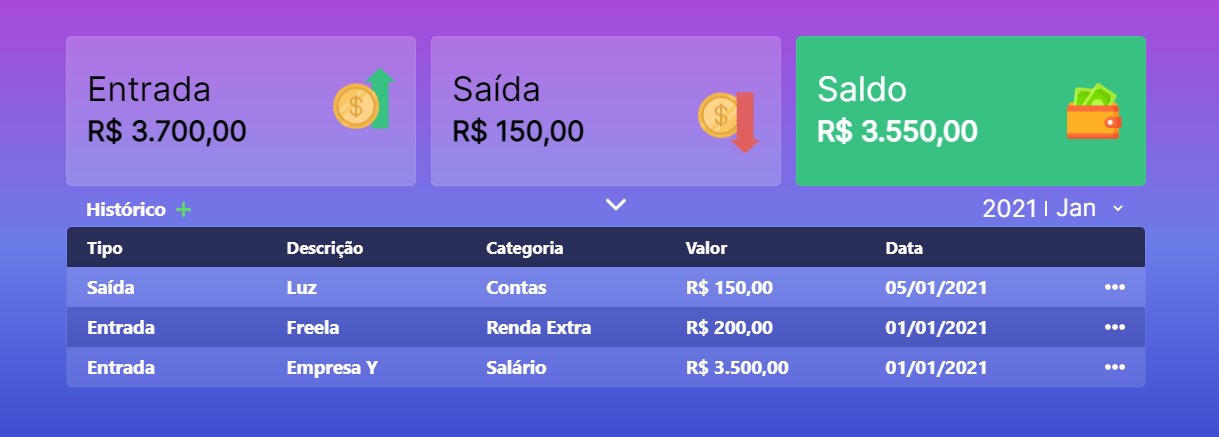 Entrada
R$ 3.700,00
Saída
R$ 150,00
Saldo
R$ 3.550,00
Histórico +
2021 | Jan
Tipo Descrição Categoria Valor Data
Saída Luz Contas R$ 150,00 05/01/2021
Entrada Freela Renda Extra R$ 200,00 01/01/2021
Entrada Empresa Y Salário R$ 3.500,00 01/01/2021